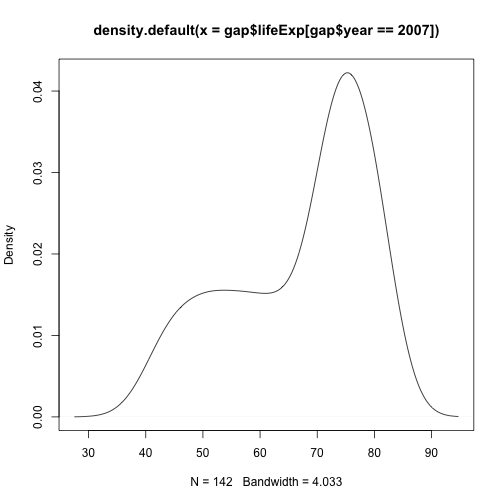 density.default(x = gap$lifeExp[gap$year == 2007])
Density
0.04
0.03
0.02
0.01
0.00
30 40 50 60 70 80 90
N = 142 Bandwidth = 4.033